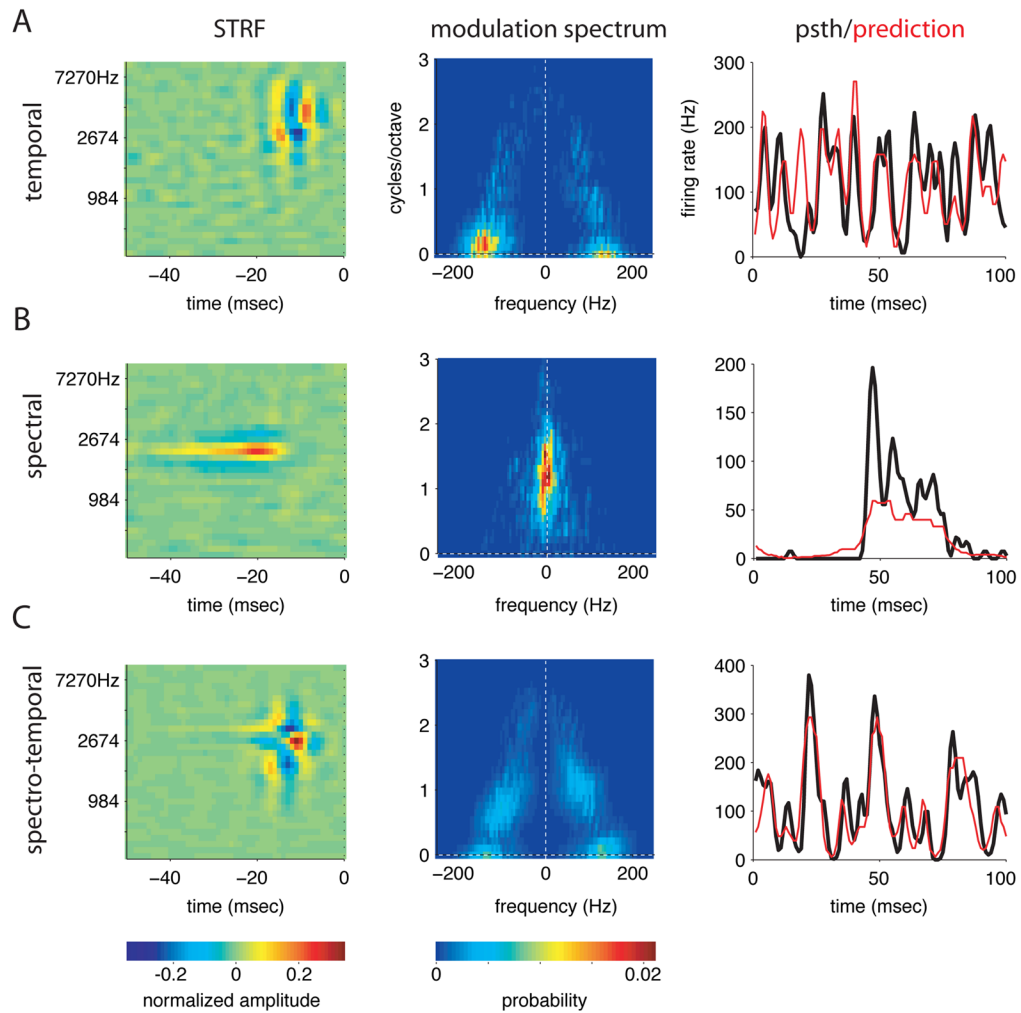 A
STRF
modulation spectrum
psth/prediction
temporal
7270Hz
2674
984
−40
−20
0
time (msec)
cycles/octave
3
2
1
0
−200
0
200
frequency (Hz)
firing rate (Hz)
300
200
100
0
0
50
100
time (msec)
B
spectral
7270Hz
2674
984
−40
−20
0
time (msec)
3
2
1
0
−200
0
200
frequency (Hz)
200
150
100
50
0
0
50
100
time (msec)
C
spectro-temporal
7270Hz
2674
984
−40
−20
0
time (msec)
3
2
1
0
−200
0
200
frequency (Hz)
400
300
200
100
0
0
50
100
time (msec)
-0.2
0
0.2
normalized amplitude
0
0.02
probability